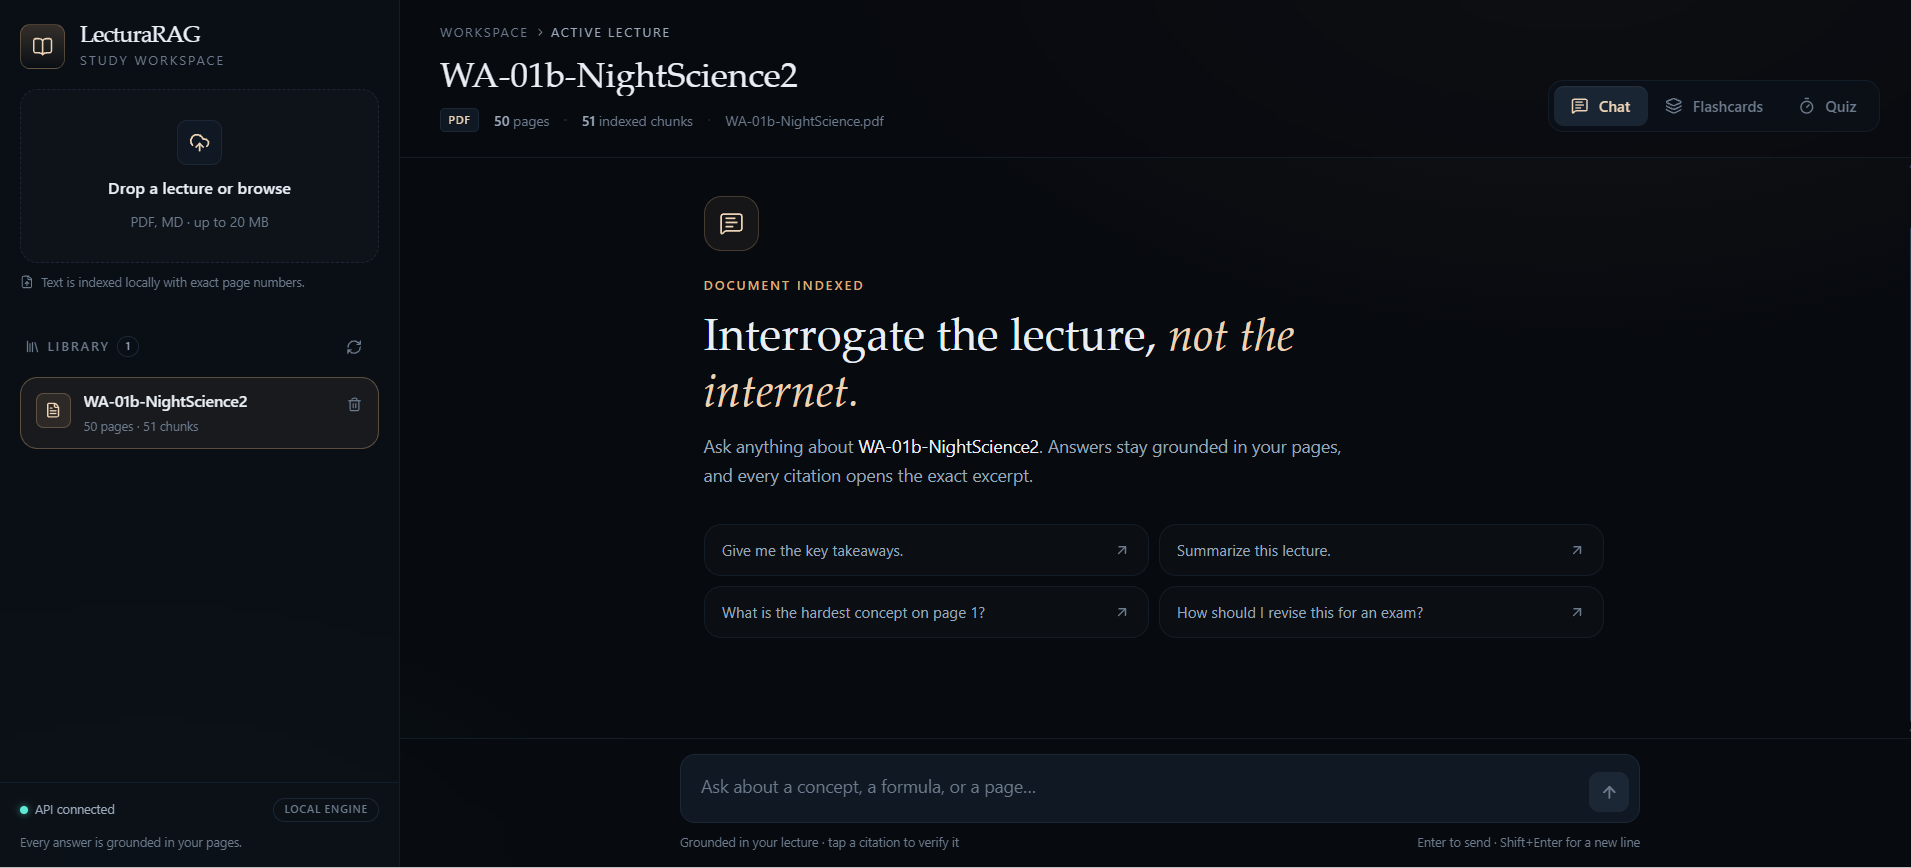 LecturaRAG
STUDY WORKSPACE
Drop a lecture or browse
PDF, MD · up to 20 MB
Text is indexed locally with exact page numbers.
LIBRARY 1
WA-01b-NightScience2
50 pages · 51 chunks
API connected
LOCAL ENGINE
Every answer is grounded in your pages.
WORKSPACE > ACTIVE LECTURE
WA-01b-NightScience2
PDF 50 pages · 51 indexed chunks · WA-01b-NightScience.pdf
Chat
Flashcards
Quiz
DOCUMENT INDEXED
Interrogate the lecture, not the
internet.
Ask anything about WA-01b-NightScience2. Answers stay grounded in your pages,
and every citation opens the exact excerpt.
Give me the key takeaways.
Summarize this lecture.
What is the hardest concept on page 1?
How should I revise this for an exam?
Ask about a concept, a formula, or a page...
Grounded in your lecture · tap a citation to verify it
Enter to send · Shift+Enter for a new line